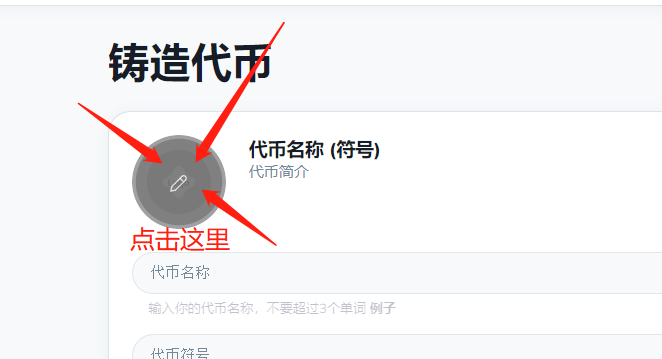 铸造代币
代币名称 (符号)
代币简介
点击这里
代币名称
输入你的代币名称，不要超过3个单词 例子
代币符号